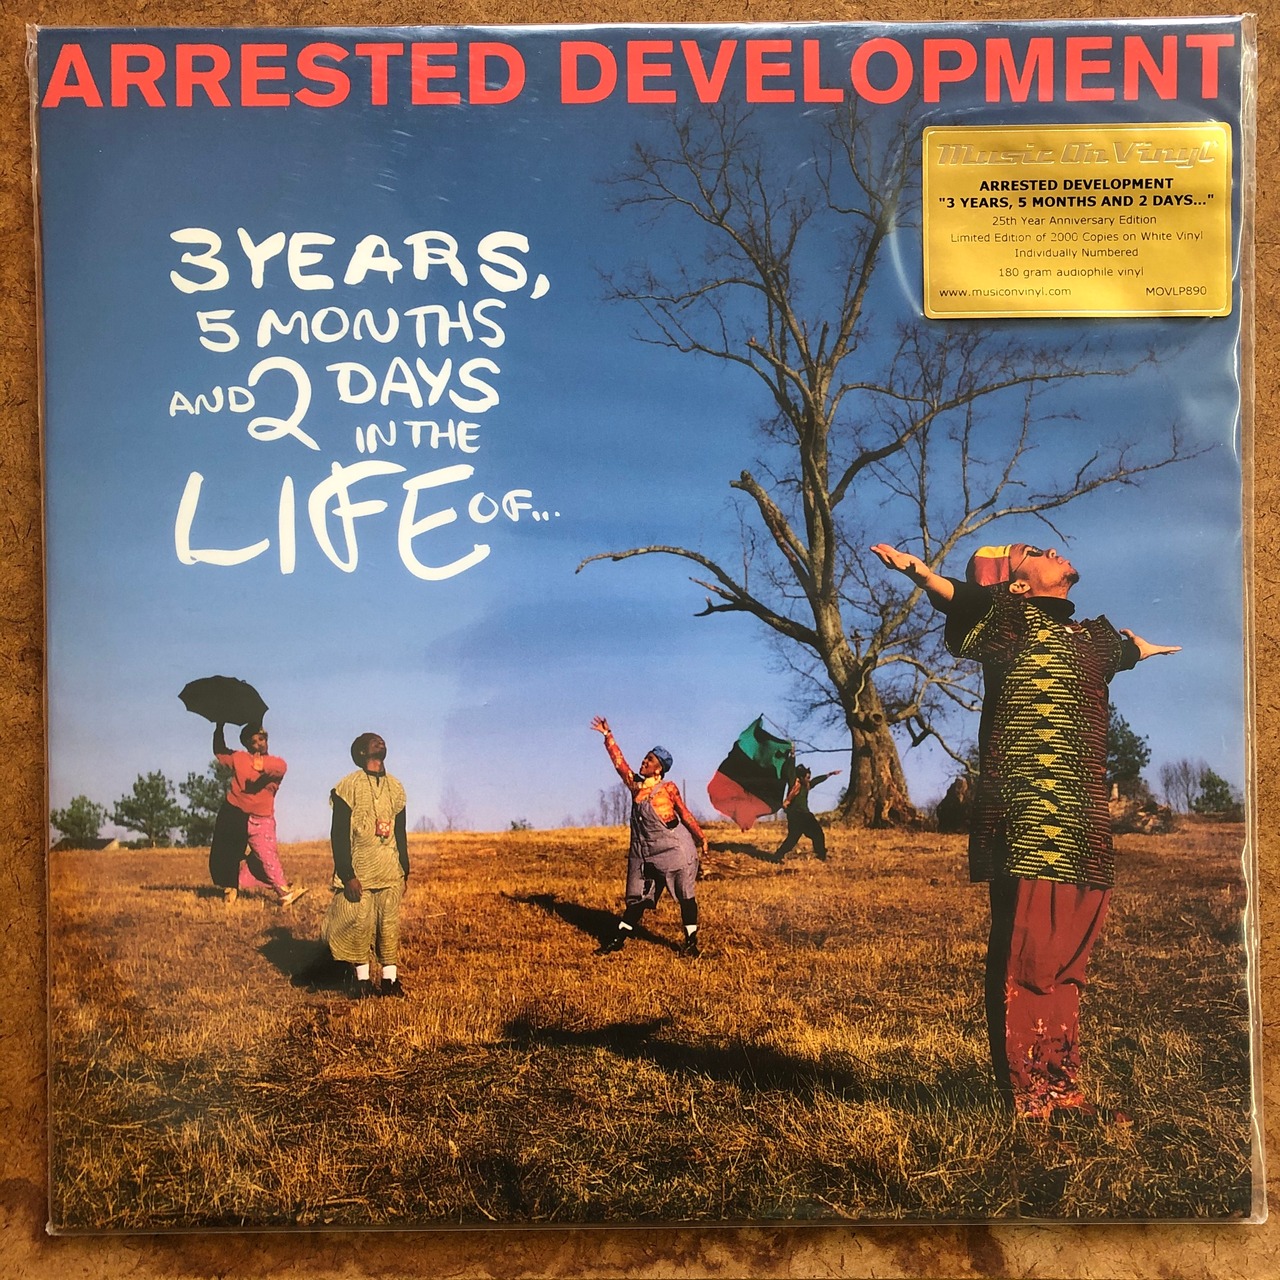 ARRESTED DEVELOPMENT
3 YEARS,
5 MONTHS
AND 2 DAYS
IN THE
LIFE OF...
Music On Vinyl
ARRESTED DEVELOPMENT
"3 YEARS, 5 MONTHS AND 2 DAYS..."
25th Year Anniversary Edition
Limited Edition of 2000 Copies on White Vinyl
Individually Numbered
180 gram audiophile vinyl
www.musiconvinyl.com MOVLP890